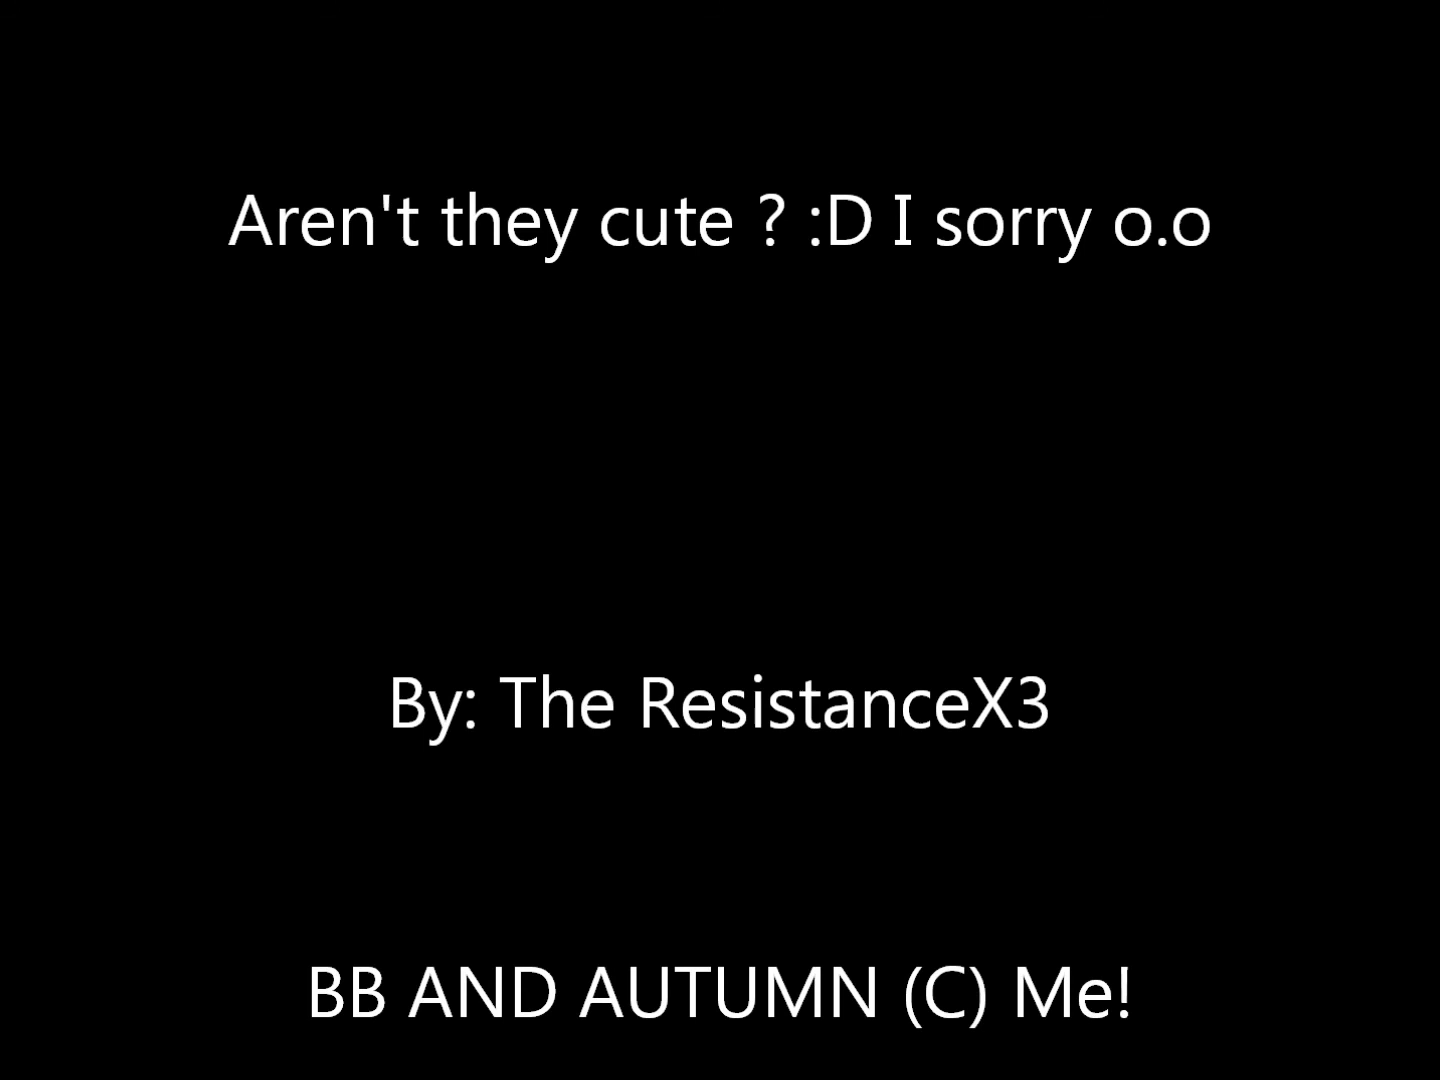 Aren't they cute ? :D I sorry o.o
By: The ResistanceX3
BB AND AUTUMN (C) Me!